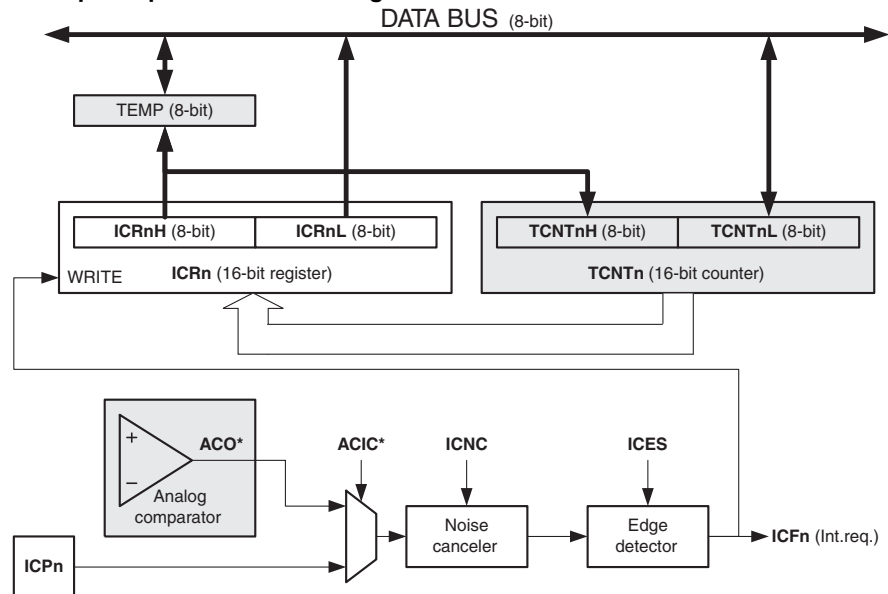 DATA BUS (8-bit)
TEMP (8-bit)
ICRnH (8-bit)
ICRnL (8-bit)
TCNTnH (8-bit)
TCNTnL (8-bit)
WRITE
ICRn (16-bit register)
TCNTn (16-bit counter)
+
−
ACO*
Analog
comparator
ACIC*
ICNC
ICES
Noise
canceler
Edge
detector
ICFn (Int.req.)
ICPn